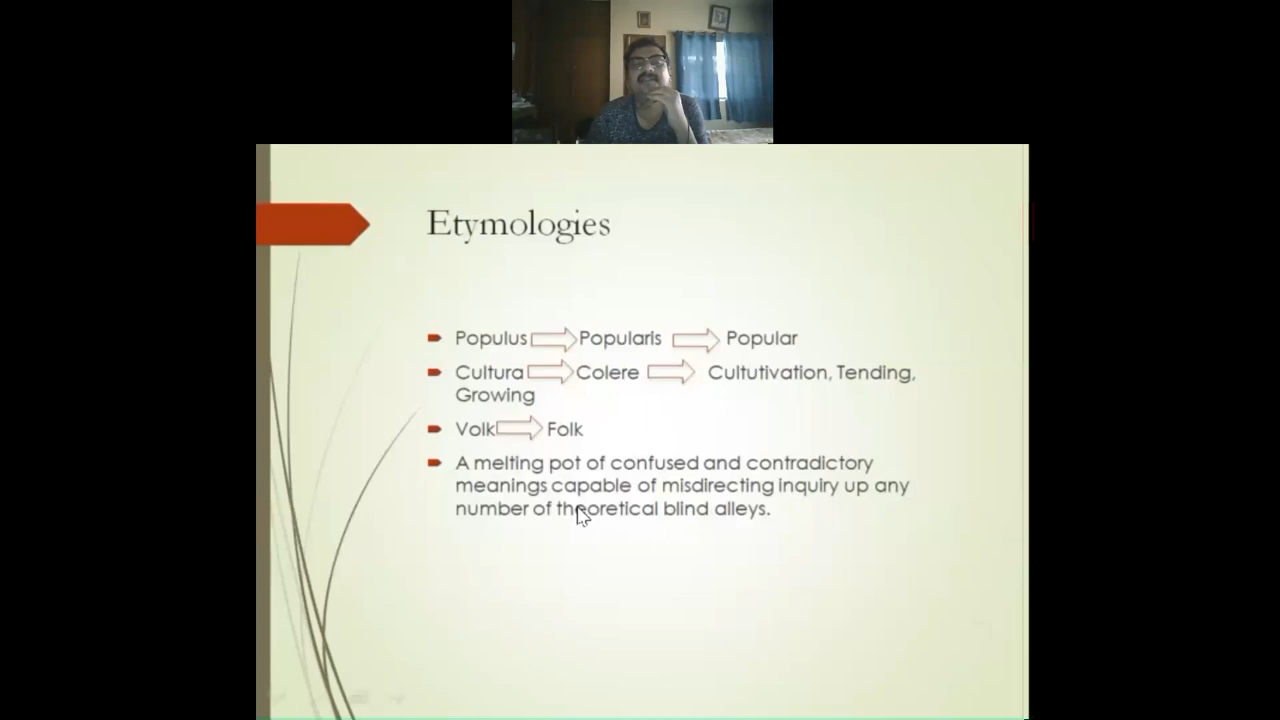 Etymologies
Populus Popularis Popular
Cultura Colere Cultutivation, Tending,
Growing
Volk Folk
A melting pot of confused and contradictory
meanings capable of misdirecting inquiry up any
number of theoretical blind alleys.